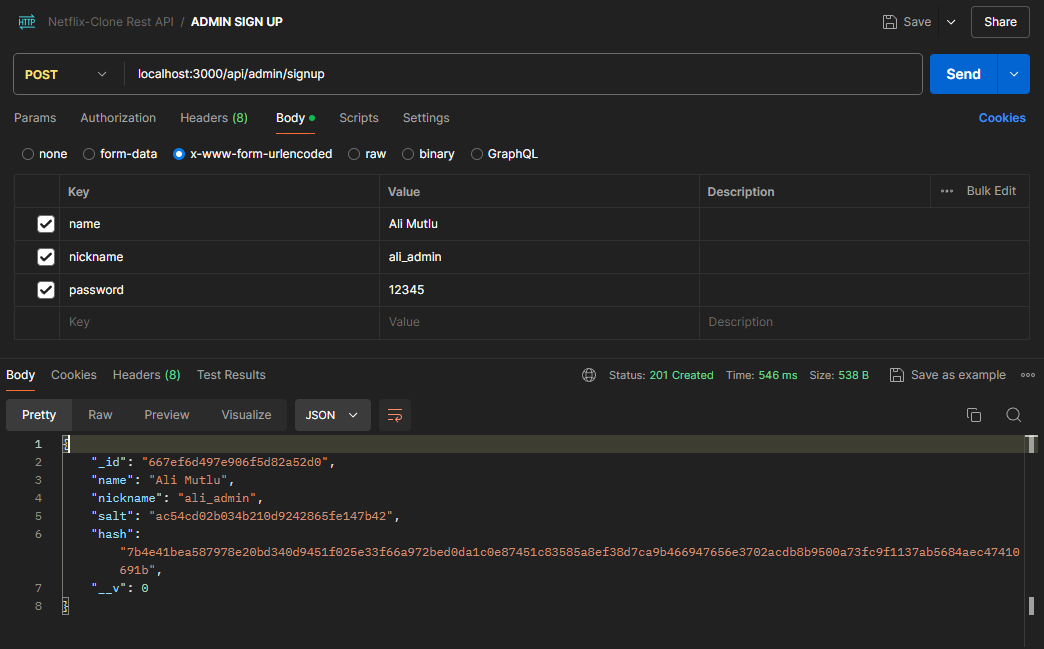 HTTP Netflix-Clone Rest API / ADMIN SIGN UP Save Share
POST localhost:3000/api/admin/signup Send
Params Authorization Headers (8) Body Scripts Settings Cookies
none form-data x-www-form-urlencoded raw binary GraphQL
Key Value Description Bulk Edit
name Ali Mutlu
nickname ali_admin
password 12345
Key Value Description
Body Cookies Headers (8) Test Results Status: 201 Created Time: 546 ms Size: 538 B Save as example
Pretty Raw Preview Visualize JSON
1 {
2 "_id": "667ef6d497e906f5d82a52d0",
3 "name": "Ali Mutlu",
4 "nickname": "ali_admin",
5 "salt": "ac54cd02b034b210d9242865fe147b42",
6 "hash":
"7b4e41bea587978e20bd340d9451f025e33f66a972bed0da1c0e87451c83585a8ef38d7ca9b466947656e3702acdb8b9500a73fc9f1137ab5684aec47410
691b",
7 "__v": 0
8 }